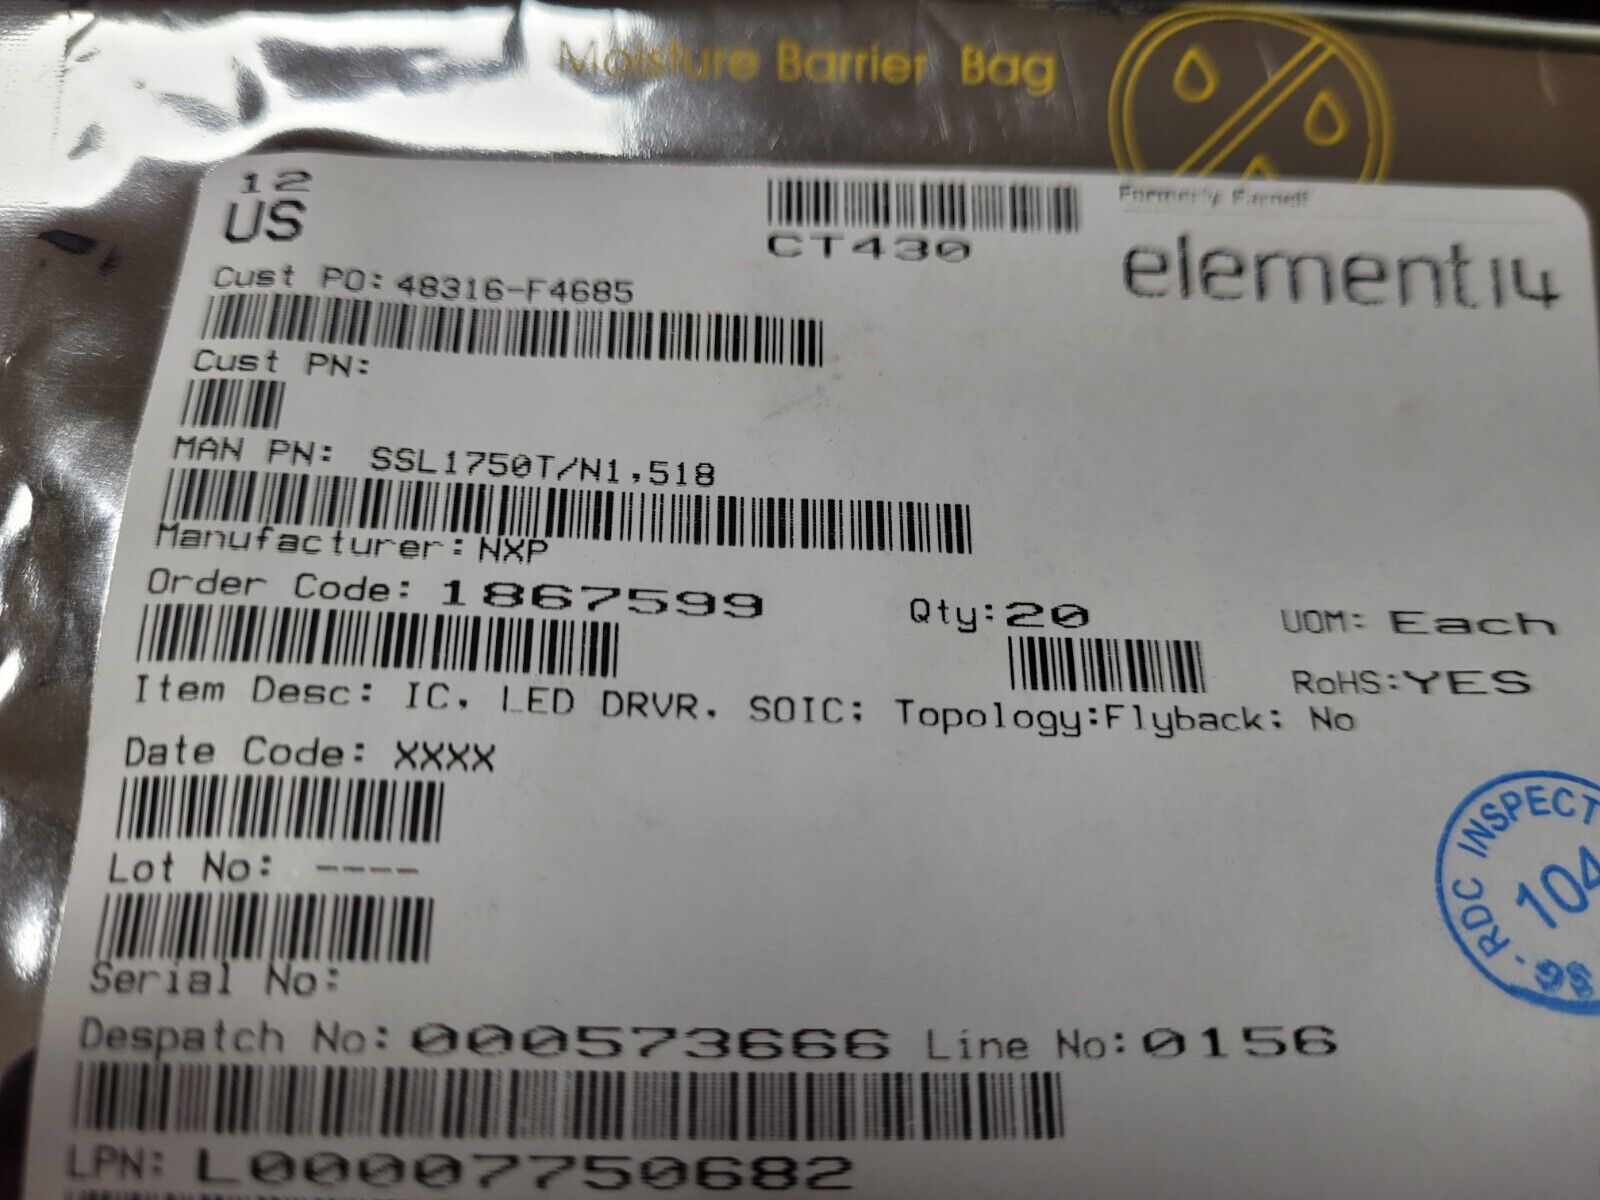 Moisture Barrier Bag
12
US
CT430
Formerly Farnell
element14
Cust PO: 48316-F4685
Cust PN:
MAN PN: SSL1750T/N1,518
Manufacturer: NXP
Order Code: 1867599 Qty: 20 UOM: Each
RoHS: YES
Item Desc: IC, LED DRVR, SOIC; Topology:Flyback; No
Date Code: XXXX
Lot No: ----
Serial No:
RDC INSPECT
104
Despatch No: 000573666 Line No: 0156
LPN: L00007750682